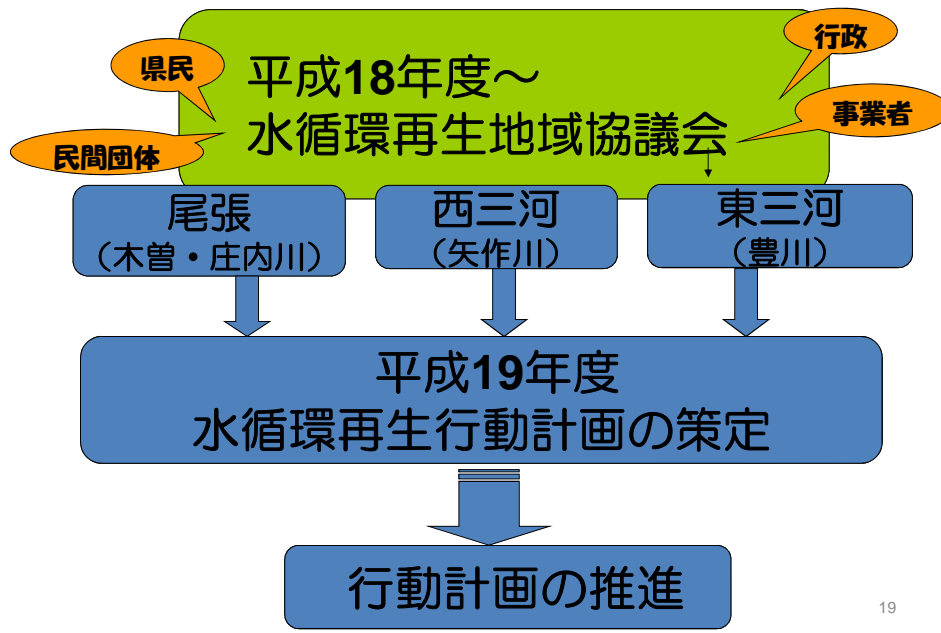 行政
県民
平成18年度～
水循環再生地域協議会
事業者
民間団体
尾張
（木曽・庄内川）
西三河
（矢作川）
東三河
（豊川）
平成19年度
水循環再生行動計画の策定
行動計画の推進
19